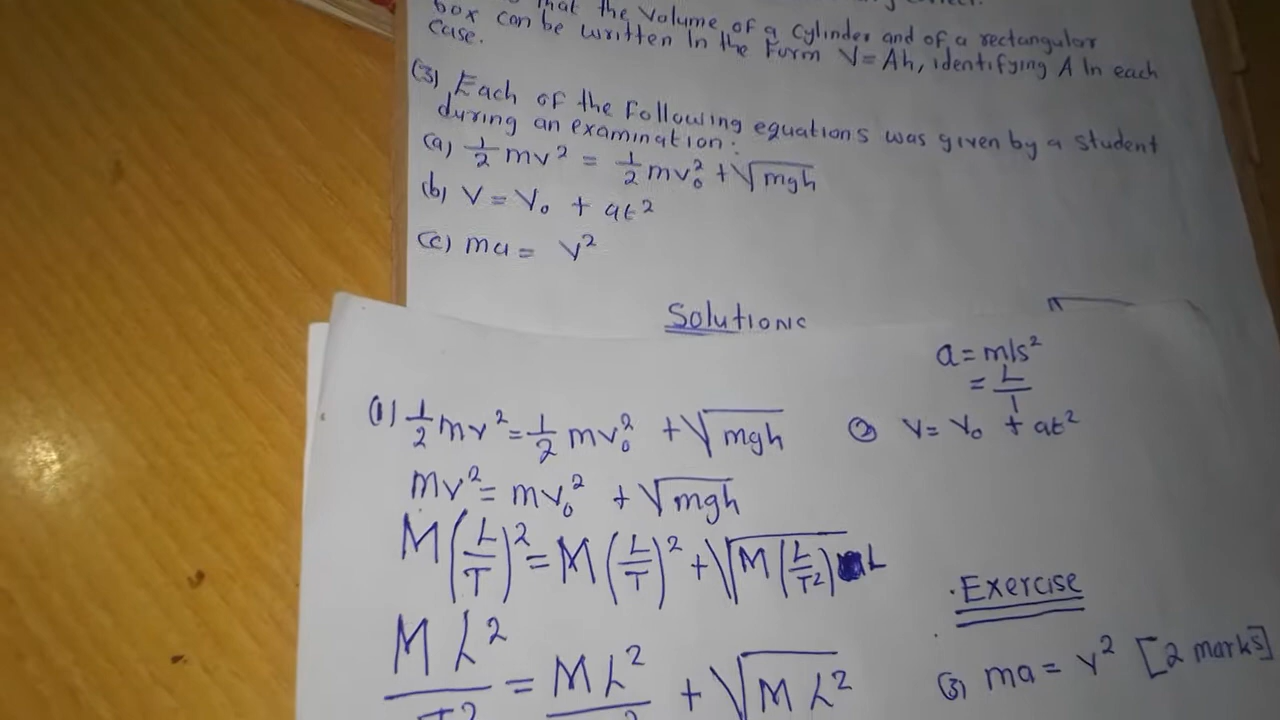 that the volume of a cylinder and of a rectangular
box can be written in the form V = Ah, identifying A in each
case.
(3) Each of the following equations was given by a student
during an examination:
(a) 1/2 mv² = 1/2 mv₀² + √mgh
(b) v = v₀ + at²
(c) ma = v²
Solutions
(1) 1/2 mv² = 1/2 mv₀² + √mgh
mv² = mv₀² + √mgh
M(L/T)² = M(L/T)² + √M(L/T²) L
ML²/T² = ML² + √ML²
a = m/s²
= L
(2) v = v₀ + at²
Exercise
(3) ma = v² [2 marks]